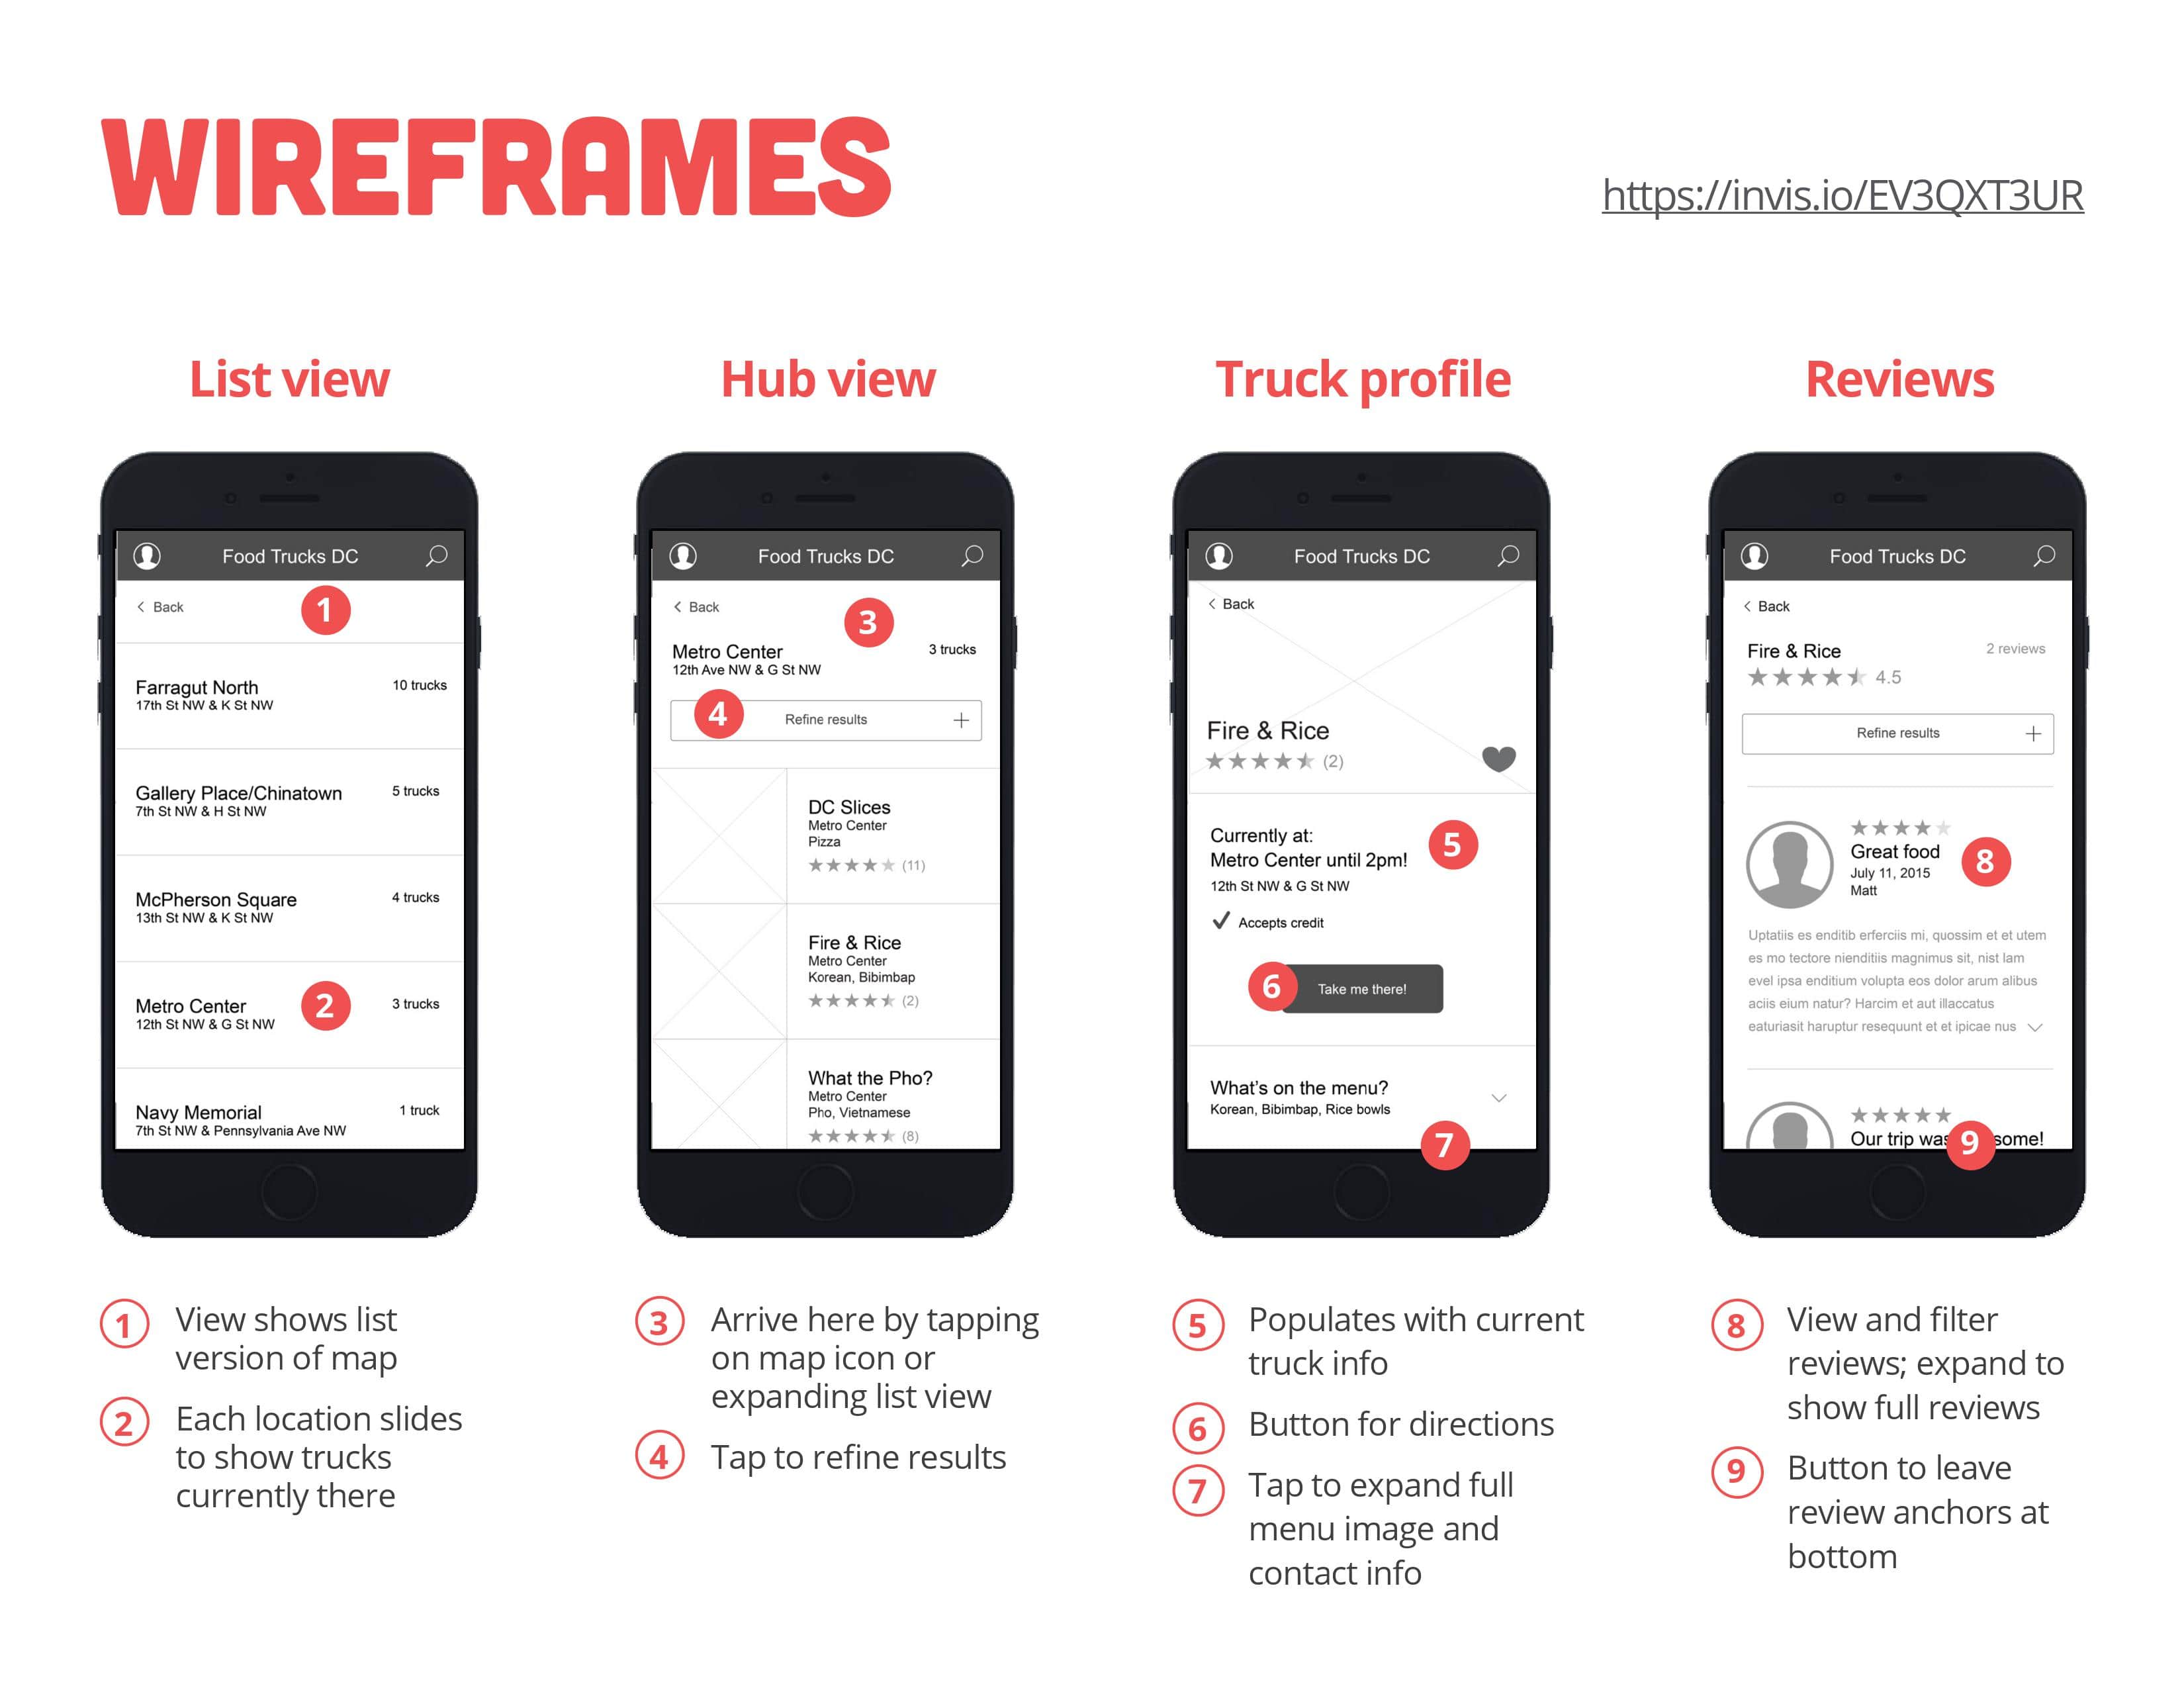 WIREFRAMES
https://invis.io/EV3QXT3UR
List view
Food Trucks DC
Back
1
Farragut North
10 trucks
17th St NW & K St NW
Gallery Place/Chinatown
5 trucks
7th St NW & H St NW
McPherson Square
4 trucks
13th St NW & K St NW
Metro Center
2
3 trucks
12th St NW & G St NW
Navy Memorial
1 truck
7th St NW & Pennsylvania Ave NW
1 View shows list
version of map
2 Each location slides
to show trucks
currently there
Hub view
Food Trucks DC
Back
3
Metro Center
3 trucks
12th Ave NW & G St NW
4
Refine results
DC Slices
Metro Center
Pizza
(11)
Fire & Rice
Metro Center
Korean, Bibimbap
(2)
What the Pho?
Metro Center
Pho, Vietnamese
(8)
3 Arrive here by tapping
on map icon or
expanding list view
4 Tap to refine results
Truck profile
Food Trucks DC
Back
Fire & Rice
(2)
Currently at:
5
Metro Center until 2pm!
12th St NW & G St NW
Accepts credit
6
Take me there!
What's on the menu?
Korean, Bibimbap, Rice bowls
7
5 Populates with current
truck info
6 Button for directions
7 Tap to expand full
menu image and
contact info
Reviews
Food Trucks DC
Back
Fire & Rice
2 reviews
4.5
Refine results
Great food
8
July 11, 2015
Matt
Uptatiis es enditib erferciis mi, quossim et et utem
es mo tectore nienditiis magnimus sit, nist lam
evel ipsa enditium volupta eos dolor arum alibus
aciis eium natur? Harcim et aut illaccatus
eaturiasit haruptur resequunt et et ipicae nus
Our trip was 9 some!
8 View and filter
reviews; expand to
show full reviews
9 Button to leave
review anchors at
bottom